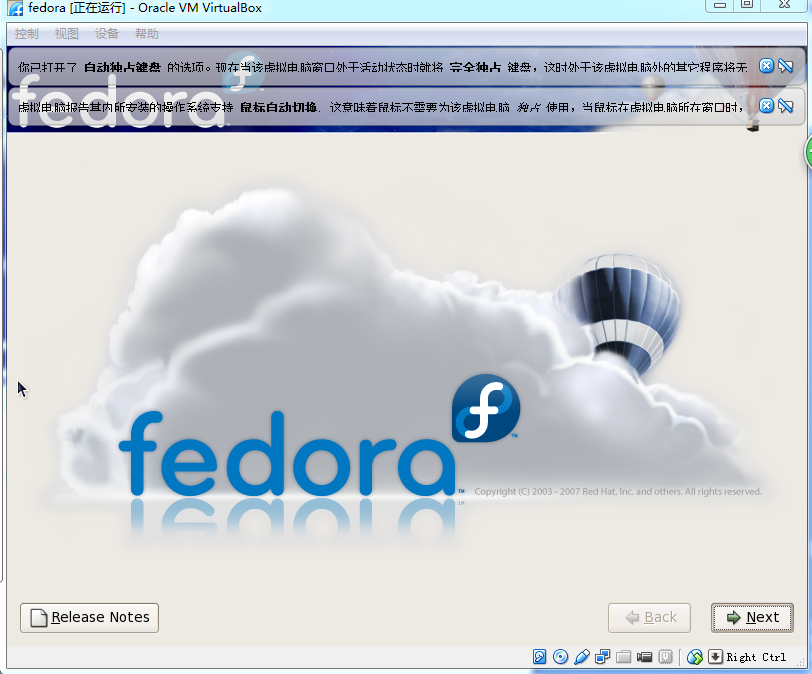 fedora [正在运行] - Oracle VM VirtualBox
控制 视图 设备 帮助
你已打开了 自动独占键盘 的选项。现在当该虚拟电脑窗口处于活动状态时就将 完全独占 键盘，这时处于该虚拟电脑外的其它程序将无
fedora
虚拟电脑报告其内所安装的操作系统支持 鼠标自动切换. 这意味着鼠标不需要为该虚拟电脑 独占 使用，当鼠标在虚拟电脑所在窗口时，
fedora™
Copyright (C) 2003 - 2007 Red Hat, Inc. and others. All rights reserved.
Release Notes
Back
Next
Right Ctrl